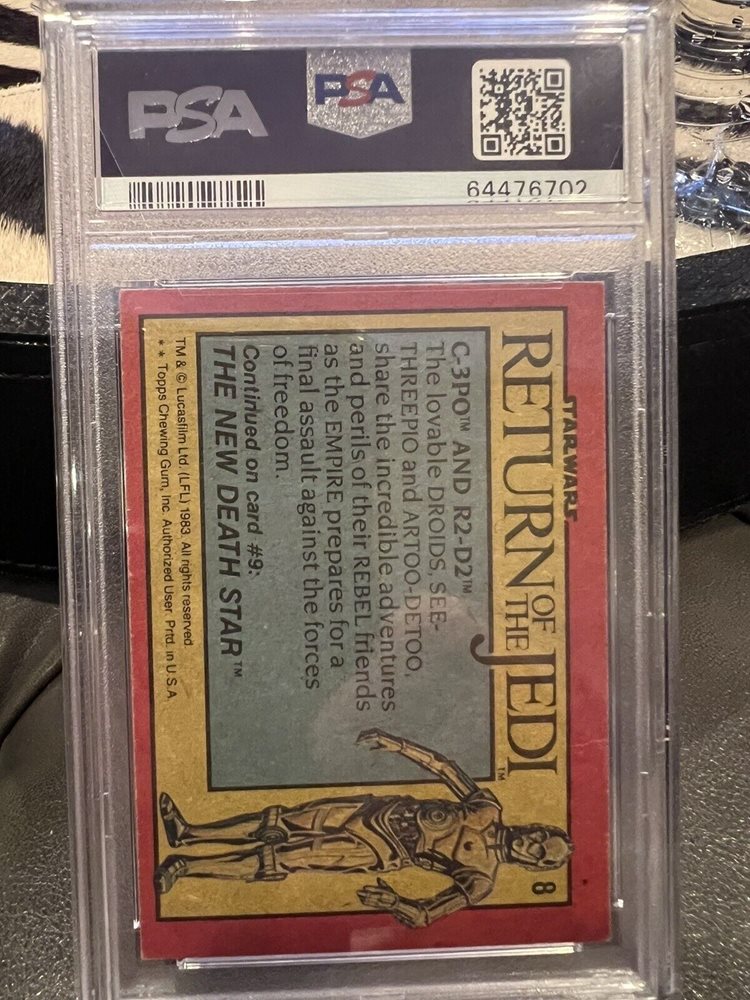 PSA
PSA
64476702
STAR WARS
RETURN OF THE JEDI™
8
C-3PO™ AND R2-D2™
The lovable DROIDS, SEE-
THREEPIO and ARTOO-DETOO,
share the incredible adventures
and perils of their REBEL friends
as the EMPIRE prepares for a
final assault against the forces
of freedom.
Continued on card #9:
THE NEW DEATH STAR™
TM & © Lucasfilm Ltd. (LFL) 1983. All rights reserved
* * Topps Chewing Gum, Inc. Authorized User. Prtd. in U.S.A.